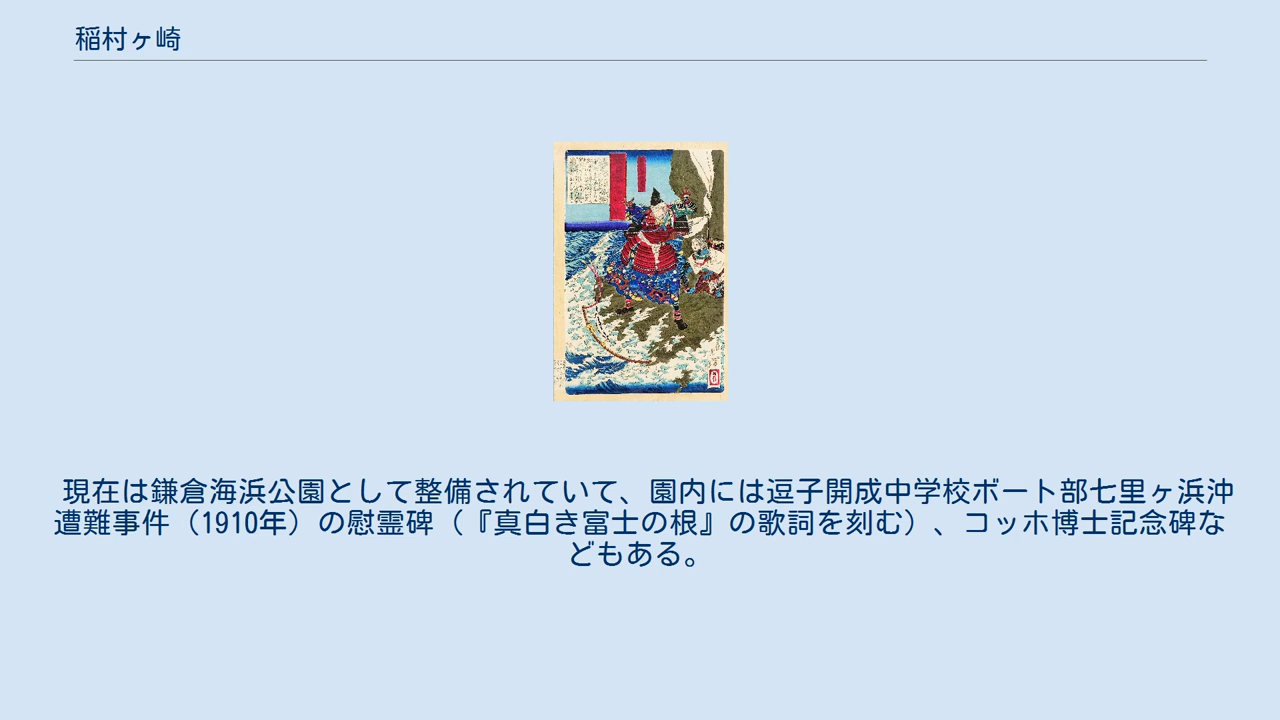 稲村ヶ崎
現在は鎌倉海浜公園として整備されていて、園内には逗子開成中学校ボート部七里ヶ浜沖
遭難事件（1910年）の慰霊碑（『真白き富士の根』の歌詞を刻む）、コッホ博士記念碑な
どもある。